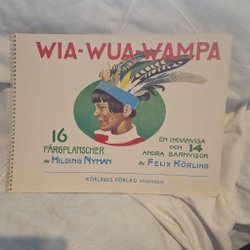 WIA-WUA-WAMPA
16
FÄRGPLANSCHER
AV HILDING NYMAN
EN INDIANVISA
OCH 14
ANDRA BARNVISOR
AV FELIX KÖRLING
KÖRLINGS FÖRLAG STOCKHOLM